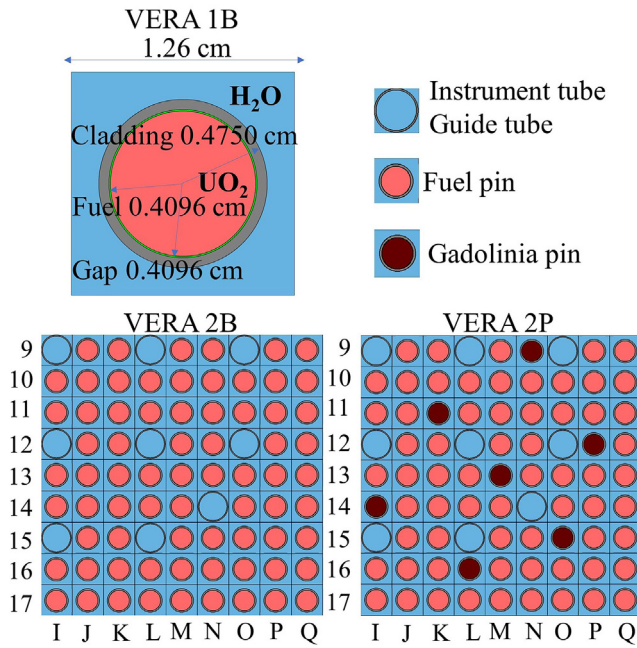 VERA 1B
1.26 cm
H₂O
Cladding 0.4750 cm
UO₂
Fuel 0.4096 cm
Gap 0.4096 cm
Instrument tube
Guide tube
Fuel pin
Gadolinia pin
VERA 2B
9
10
11
12
13
14
15
16
17
I J K L M N O P Q
VERA 2P
9
10
11
12
13
14
15
16
17
I J K L M N O P Q